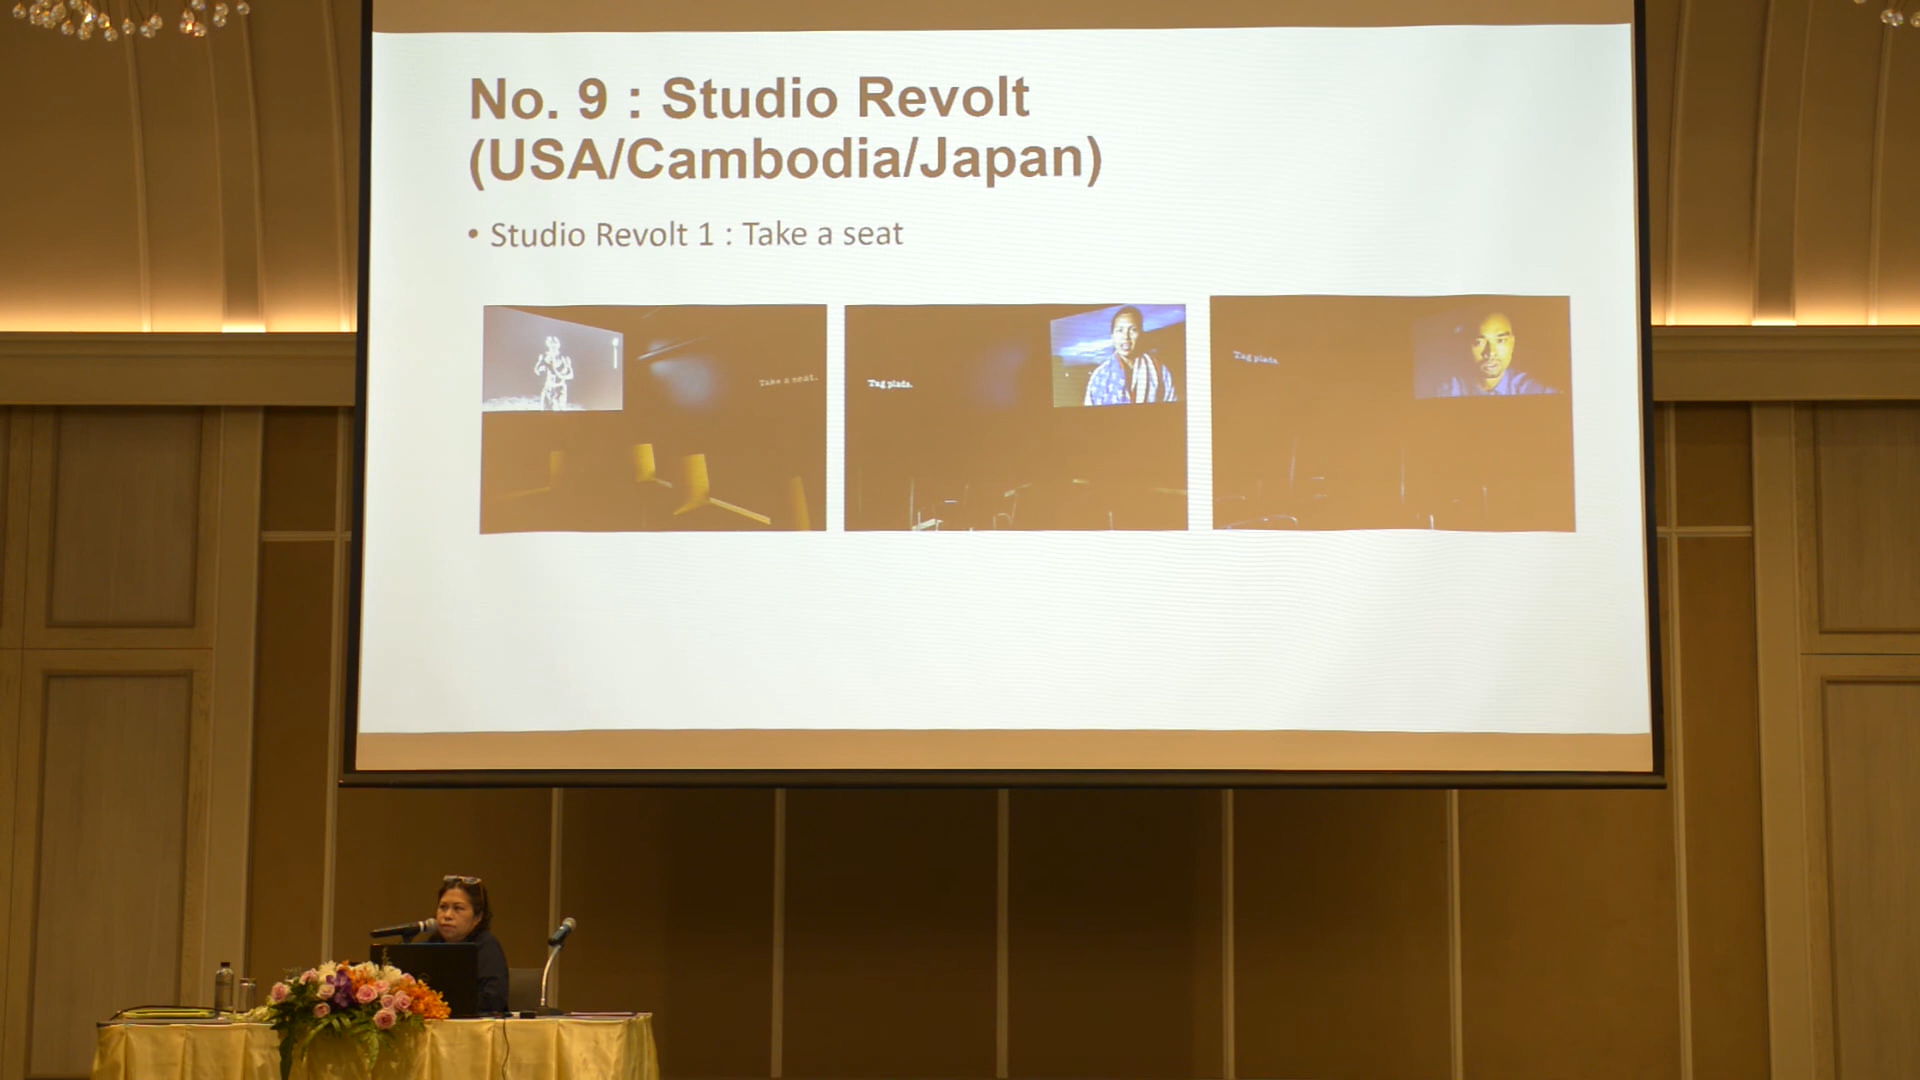 No. 9 : Studio Revolt
(USA/Cambodia/Japan)
• Studio Revolt 1 : Take a seat
Take a seat.
Tag plads.
Tag plads.